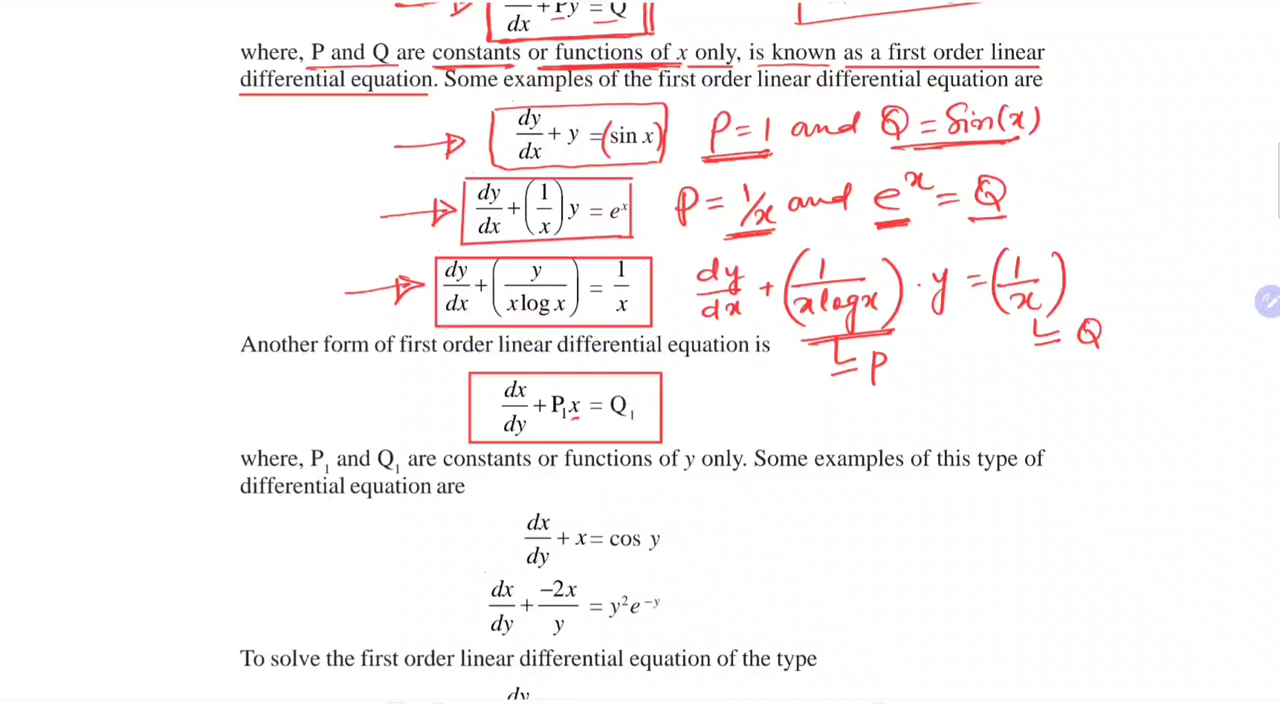 dy/dx + Py = Q
where, P and Q are constants or functions of x only, is known as a first order linear
differential equation. Some examples of the first order linear differential equation are
dy/dx + y = (sin x) P = 1 and Q = Sin(x)
dy/dx + (1/x) y = eˣ P = 1/x and eˣ = Q
dy/dx + (y/(x log x)) = 1/x dy/dx + (1/(x log x)) · y = (1/x)
Q
Another form of first order linear differential equation is
P
dx/dy + P₁x = Q₁
where, P₁ and Q₁ are constants or functions of y only. Some examples of this type of
differential equation are
dx/dy + x = cos y
dx/dy + −2x/y = y²e⁻ʸ
To solve the first order linear differential equation of the type
dy